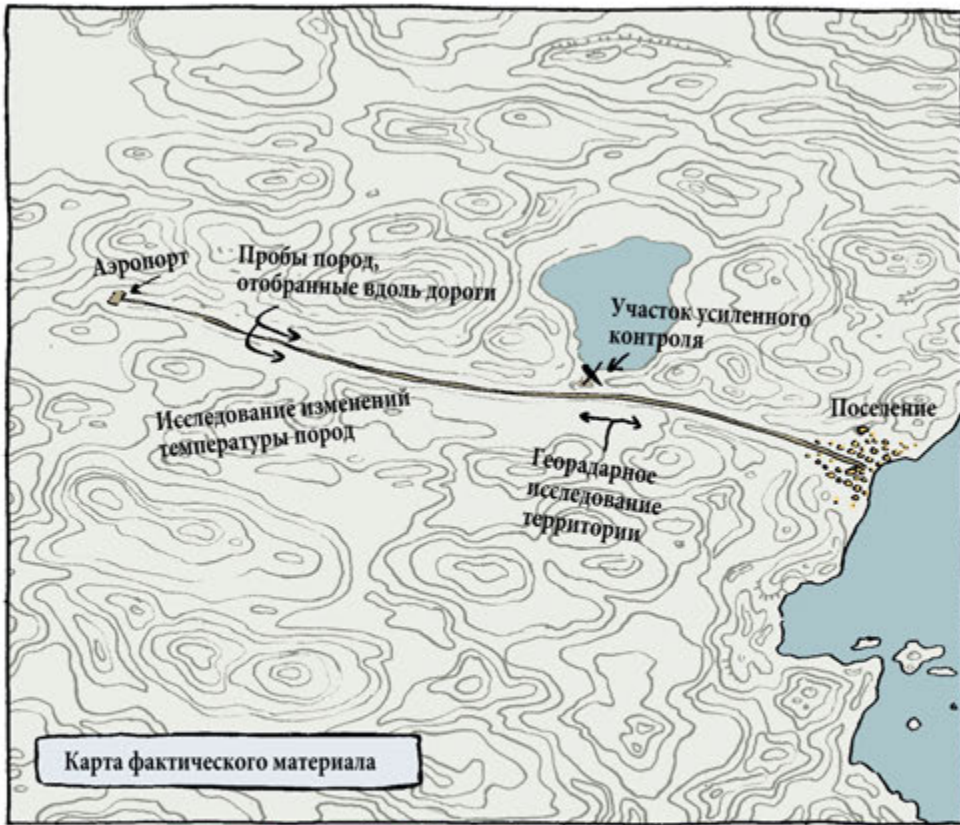 Аэропорт
Пробы пород,
отобранные вдоль дороги
Участок усиленного
контроля
Исследование изменений
температуры пород
Поселение
Георадарное
исследование
территории
Карта фактического материала